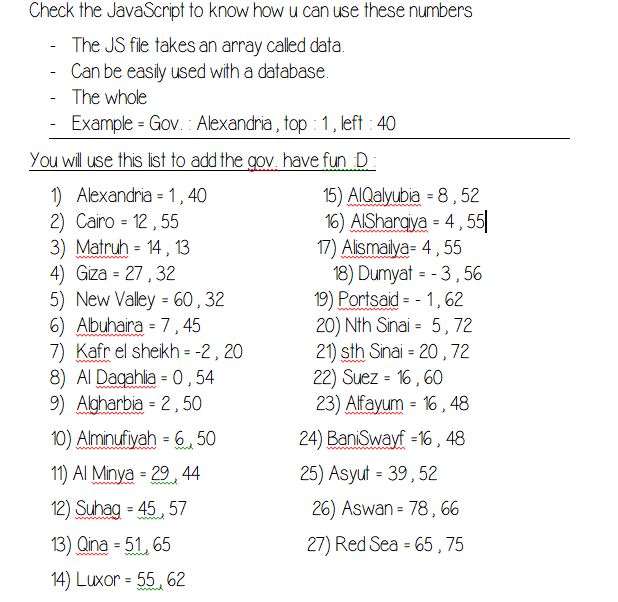 Check the JavaScript to know how u can use these numbers
- The JS file takes an array called data.
- Can be easily used with a database.
- The whole
- Example = Gov. : Alexandria , top : 1 , left : 40
You will use this list to add the gov. have fun :D :
1) Alexandria = 1 , 40
2) Cairo = 12 , 55
3) Matruh = 14 , 13
4) Giza = 27 , 32
5) New Valley = 60 , 32
6) Albuhaira = 7 , 45
7) Kafr el sheikh = -2 , 20
8) Al Daqahlia = 0 , 54
9) Algharbia = 2 , 50
10) Alminufiyah = 6 , 50
11) Al Minya = 29 , 44
12) Suhag = 45 , 57
13) Qina = 51 , 65
14) Luxor = 55 , 62
15) AlQalyubia = 8 , 52
16) AlSharqiya = 4 , 55
17) Alismailya= 4 , 55
18) Dumyat = - 3 , 56
19) Portsaid = - 1 , 62
20) Nth Sinai = 5 , 72
21) sth Sinai = 20 , 72
22) Suez = 16 , 60
23) Alfayum = 16 , 48
24) BaniSwayf =16 , 48
25) Asyut = 39 , 52
26) Aswan = 78 , 66
27) Red Sea = 65 , 75